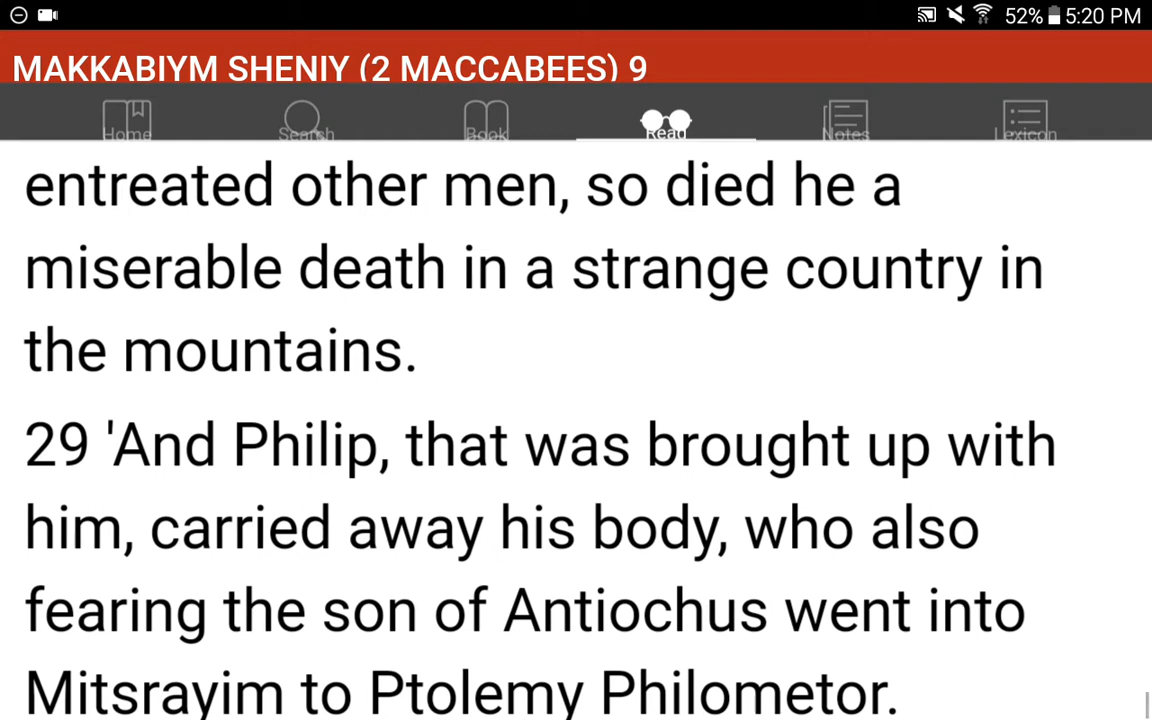 52% 5:20 PM
MAKKABIYM SHENIY (2 MACCABEES) 9
Home Search Book Read Notes Lexicon
entreated other men, so died he a
miserable death in a strange country in
the mountains.
29 'And Philip, that was brought up with
him, carried away his body, who also
fearing the son of Antiochus went into
Mitsrayim to Ptolemy Philometor.